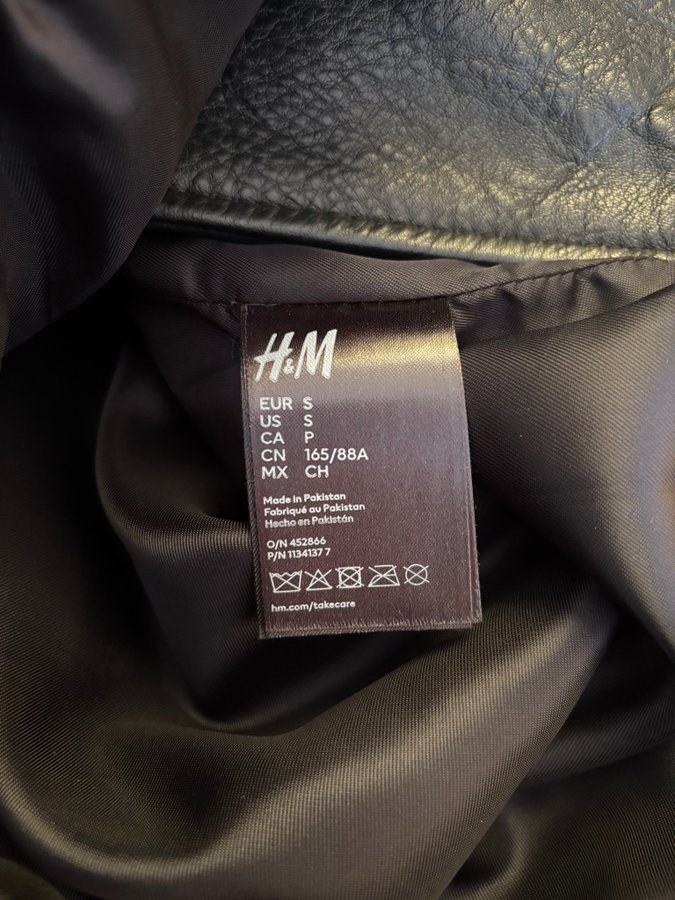 H&M
EUR S
US S
CA P
CN 165/88A
MX CH
Made in Pakistan
Fabriqué au Pakistan
Hecho en Pakistán
O/N 452866
P/N 1134137 7
hm.com/takecare